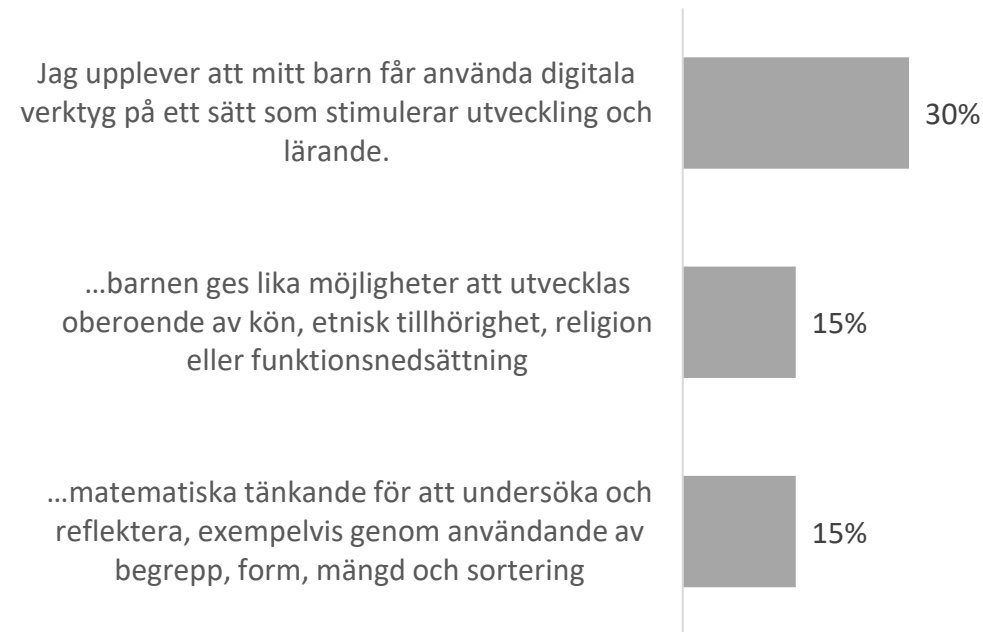 Jag upplever att mitt barn får använda digitala
verktyg på ett sätt som stimulerar utveckling och
lärande.
30%
…barnen ges lika möjligheter att utvecklas
oberoende av kön, etnisk tillhörighet, religion
eller funktionsnedsättning
15%
…matematiska tänkande för att undersöka och
reflektera, exempelvis genom användande av
begrepp, form, mängd och sortering
15%